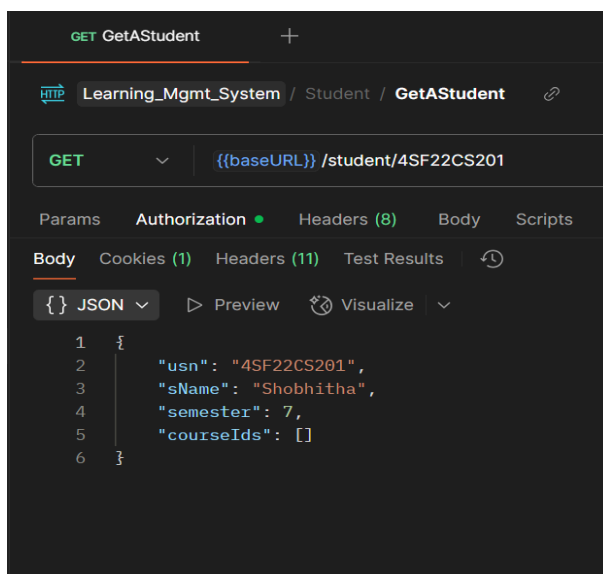 GET GetAStudent
HTTP Learning_Mgmt_System / Student / GetAStudent
GET {{baseURL}} /student/4SF22CS201
Params Authorization Headers (8) Body Scripts
Body Cookies (1) Headers (11) Test Results
{} JSON Preview Visualize
1 {
2 "usn": "4SF22CS201",
3 "sName": "Shobhitha",
4 "semester": 7,
5 "courseIds": []
6 }